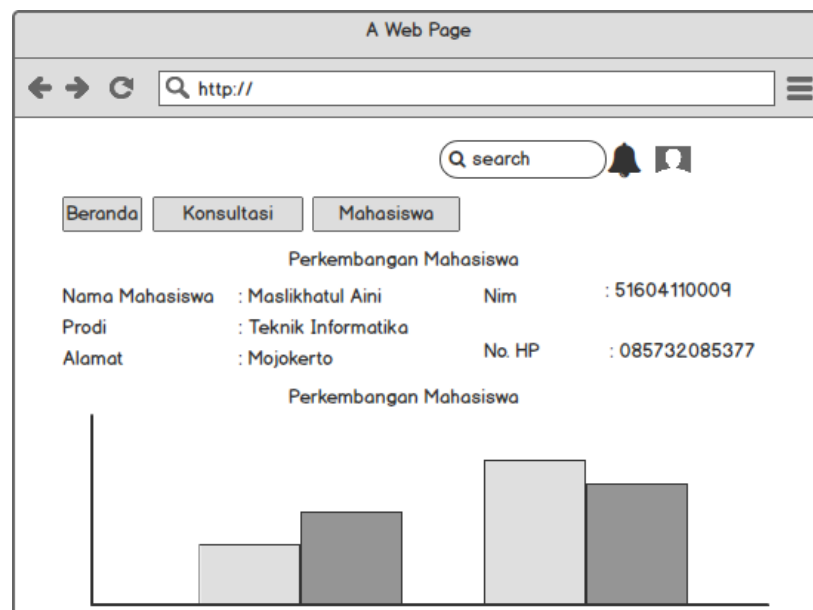 A Web Page
http://
search
Beranda Konsultasi Mahasiswa
Perkembangan Mahasiswa
Nama Mahasiswa : Maslikhatul Aini Nim : 51604110009
Prodi : Teknik Informatika
Alamat : Mojokerto No. HP : 085732085377
Perkembangan Mahasiswa